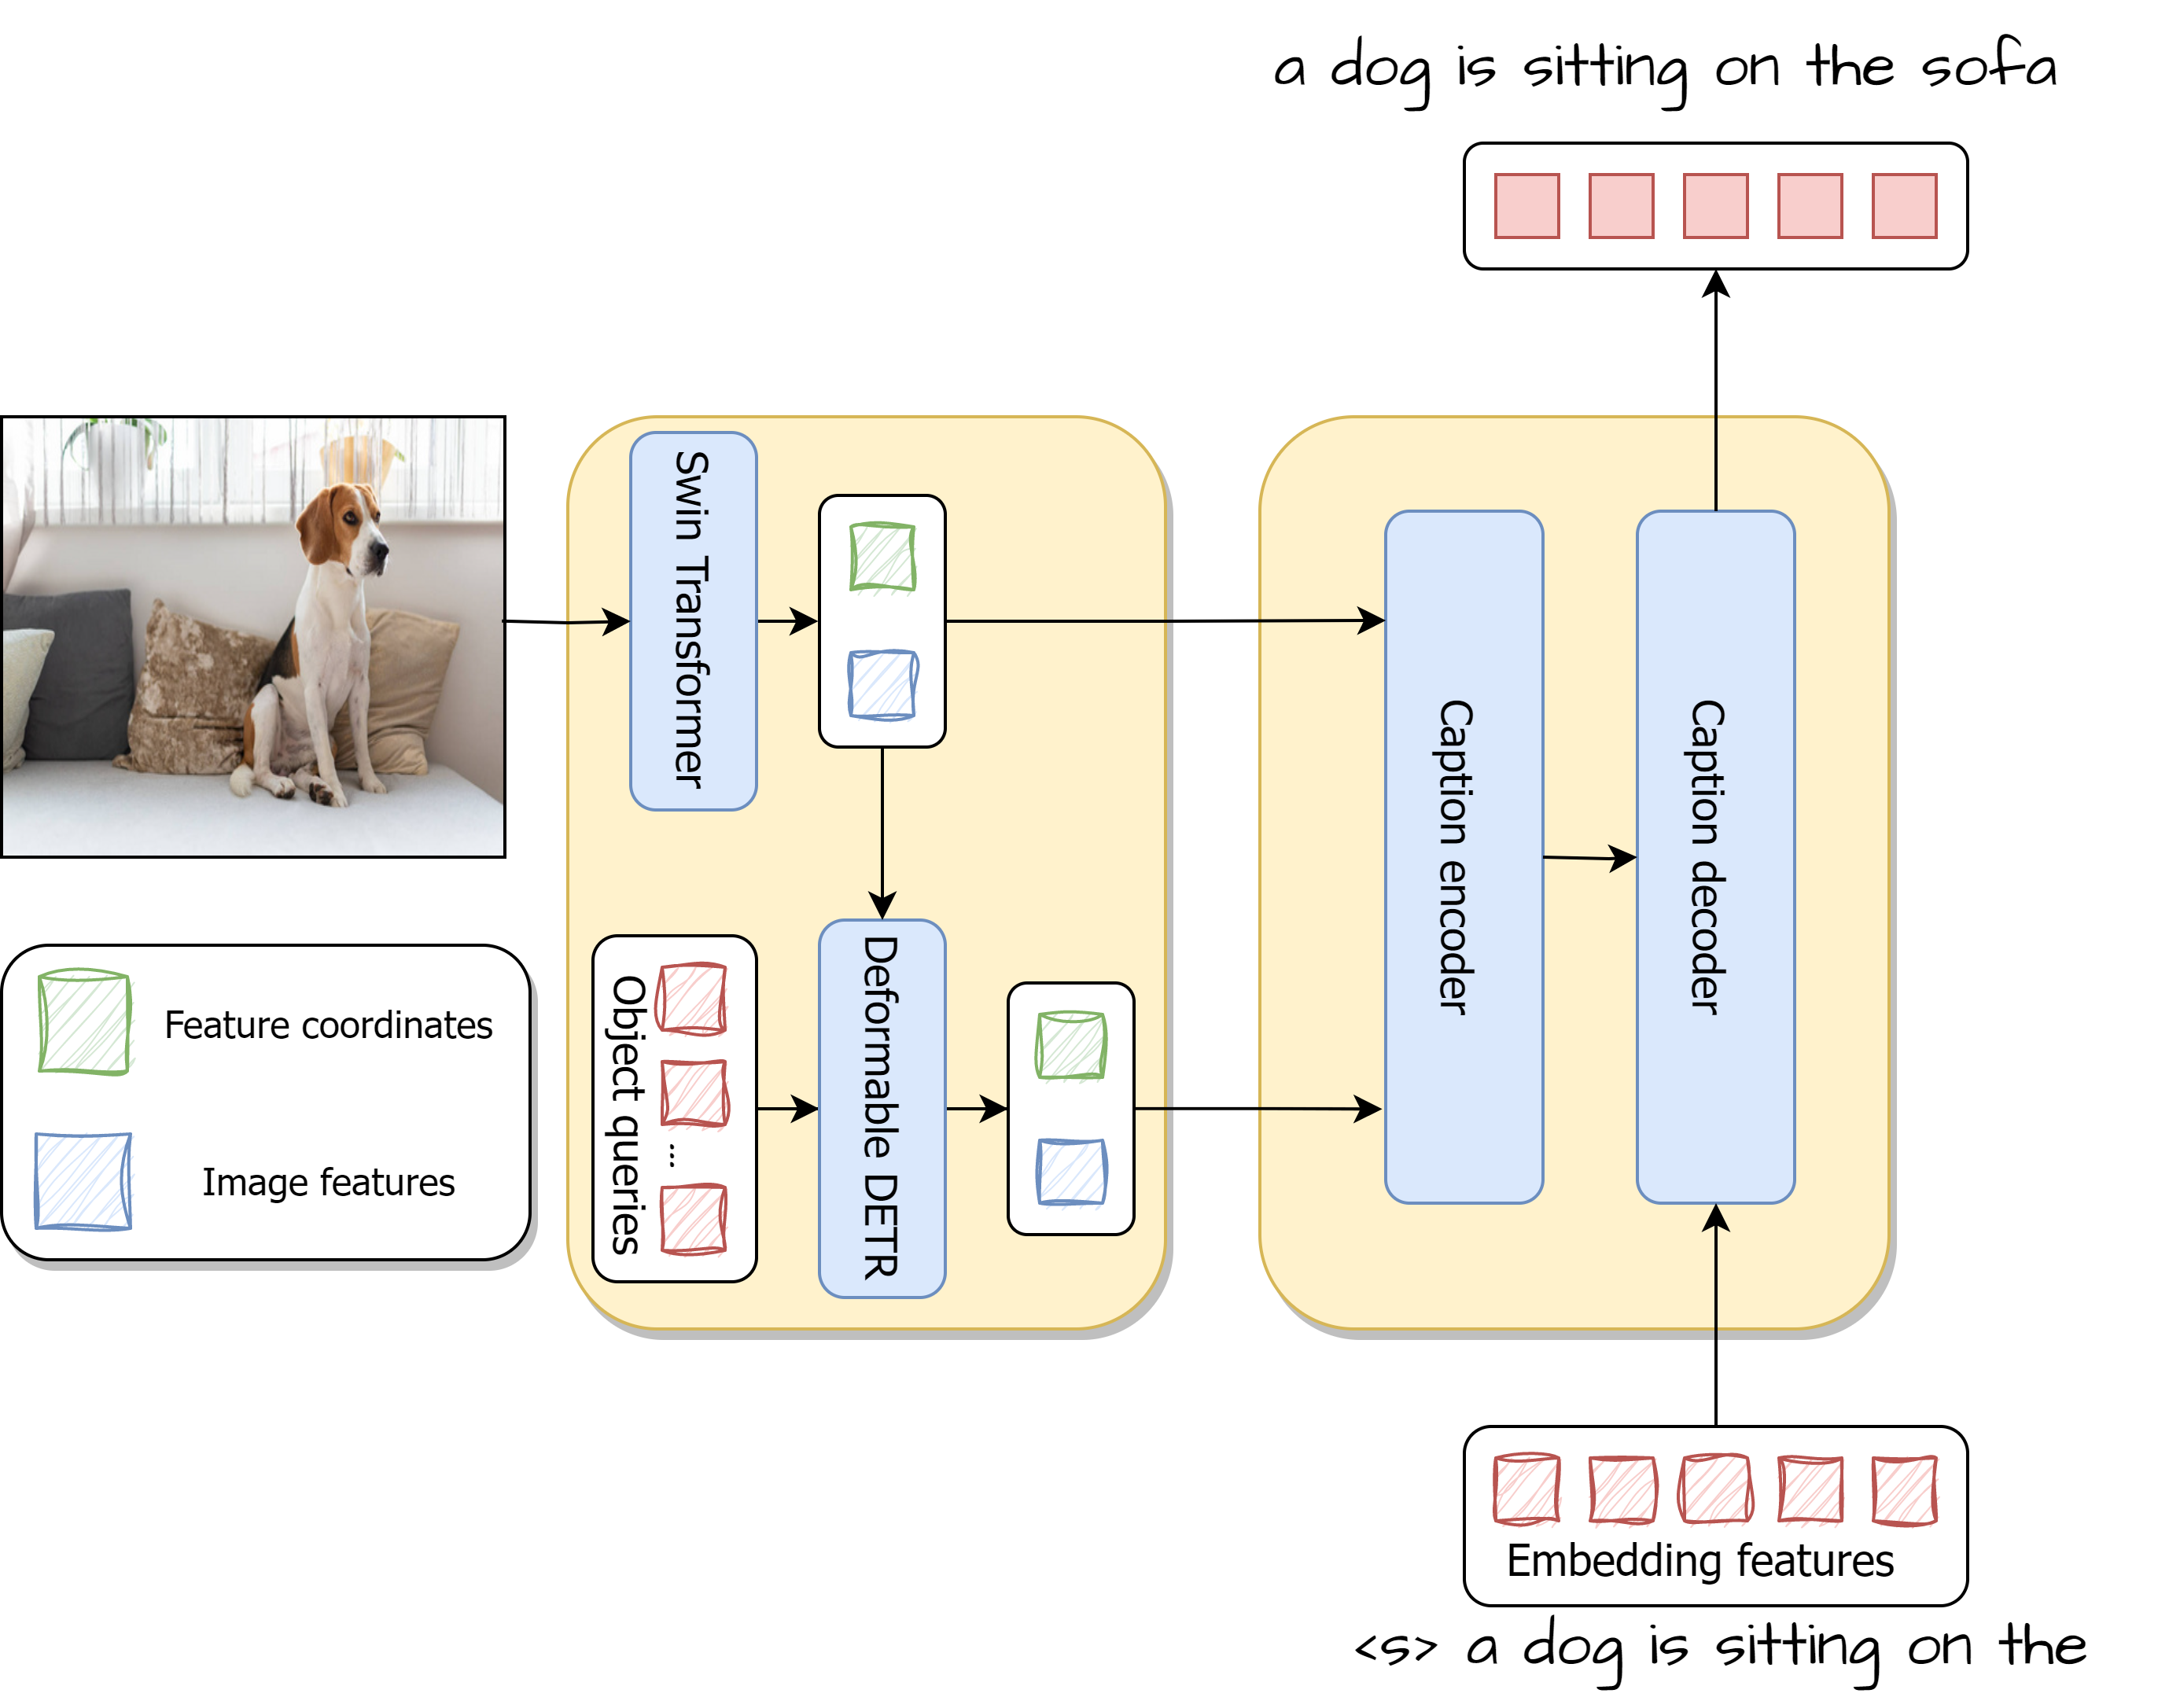 a dog is sitting on the sofa
Swin Transformer
Feature coordinates
Image features
Object queries
...
Deformable DETR
Caption encoder
Caption decoder
Embedding features
<s> a dog is sitting on the